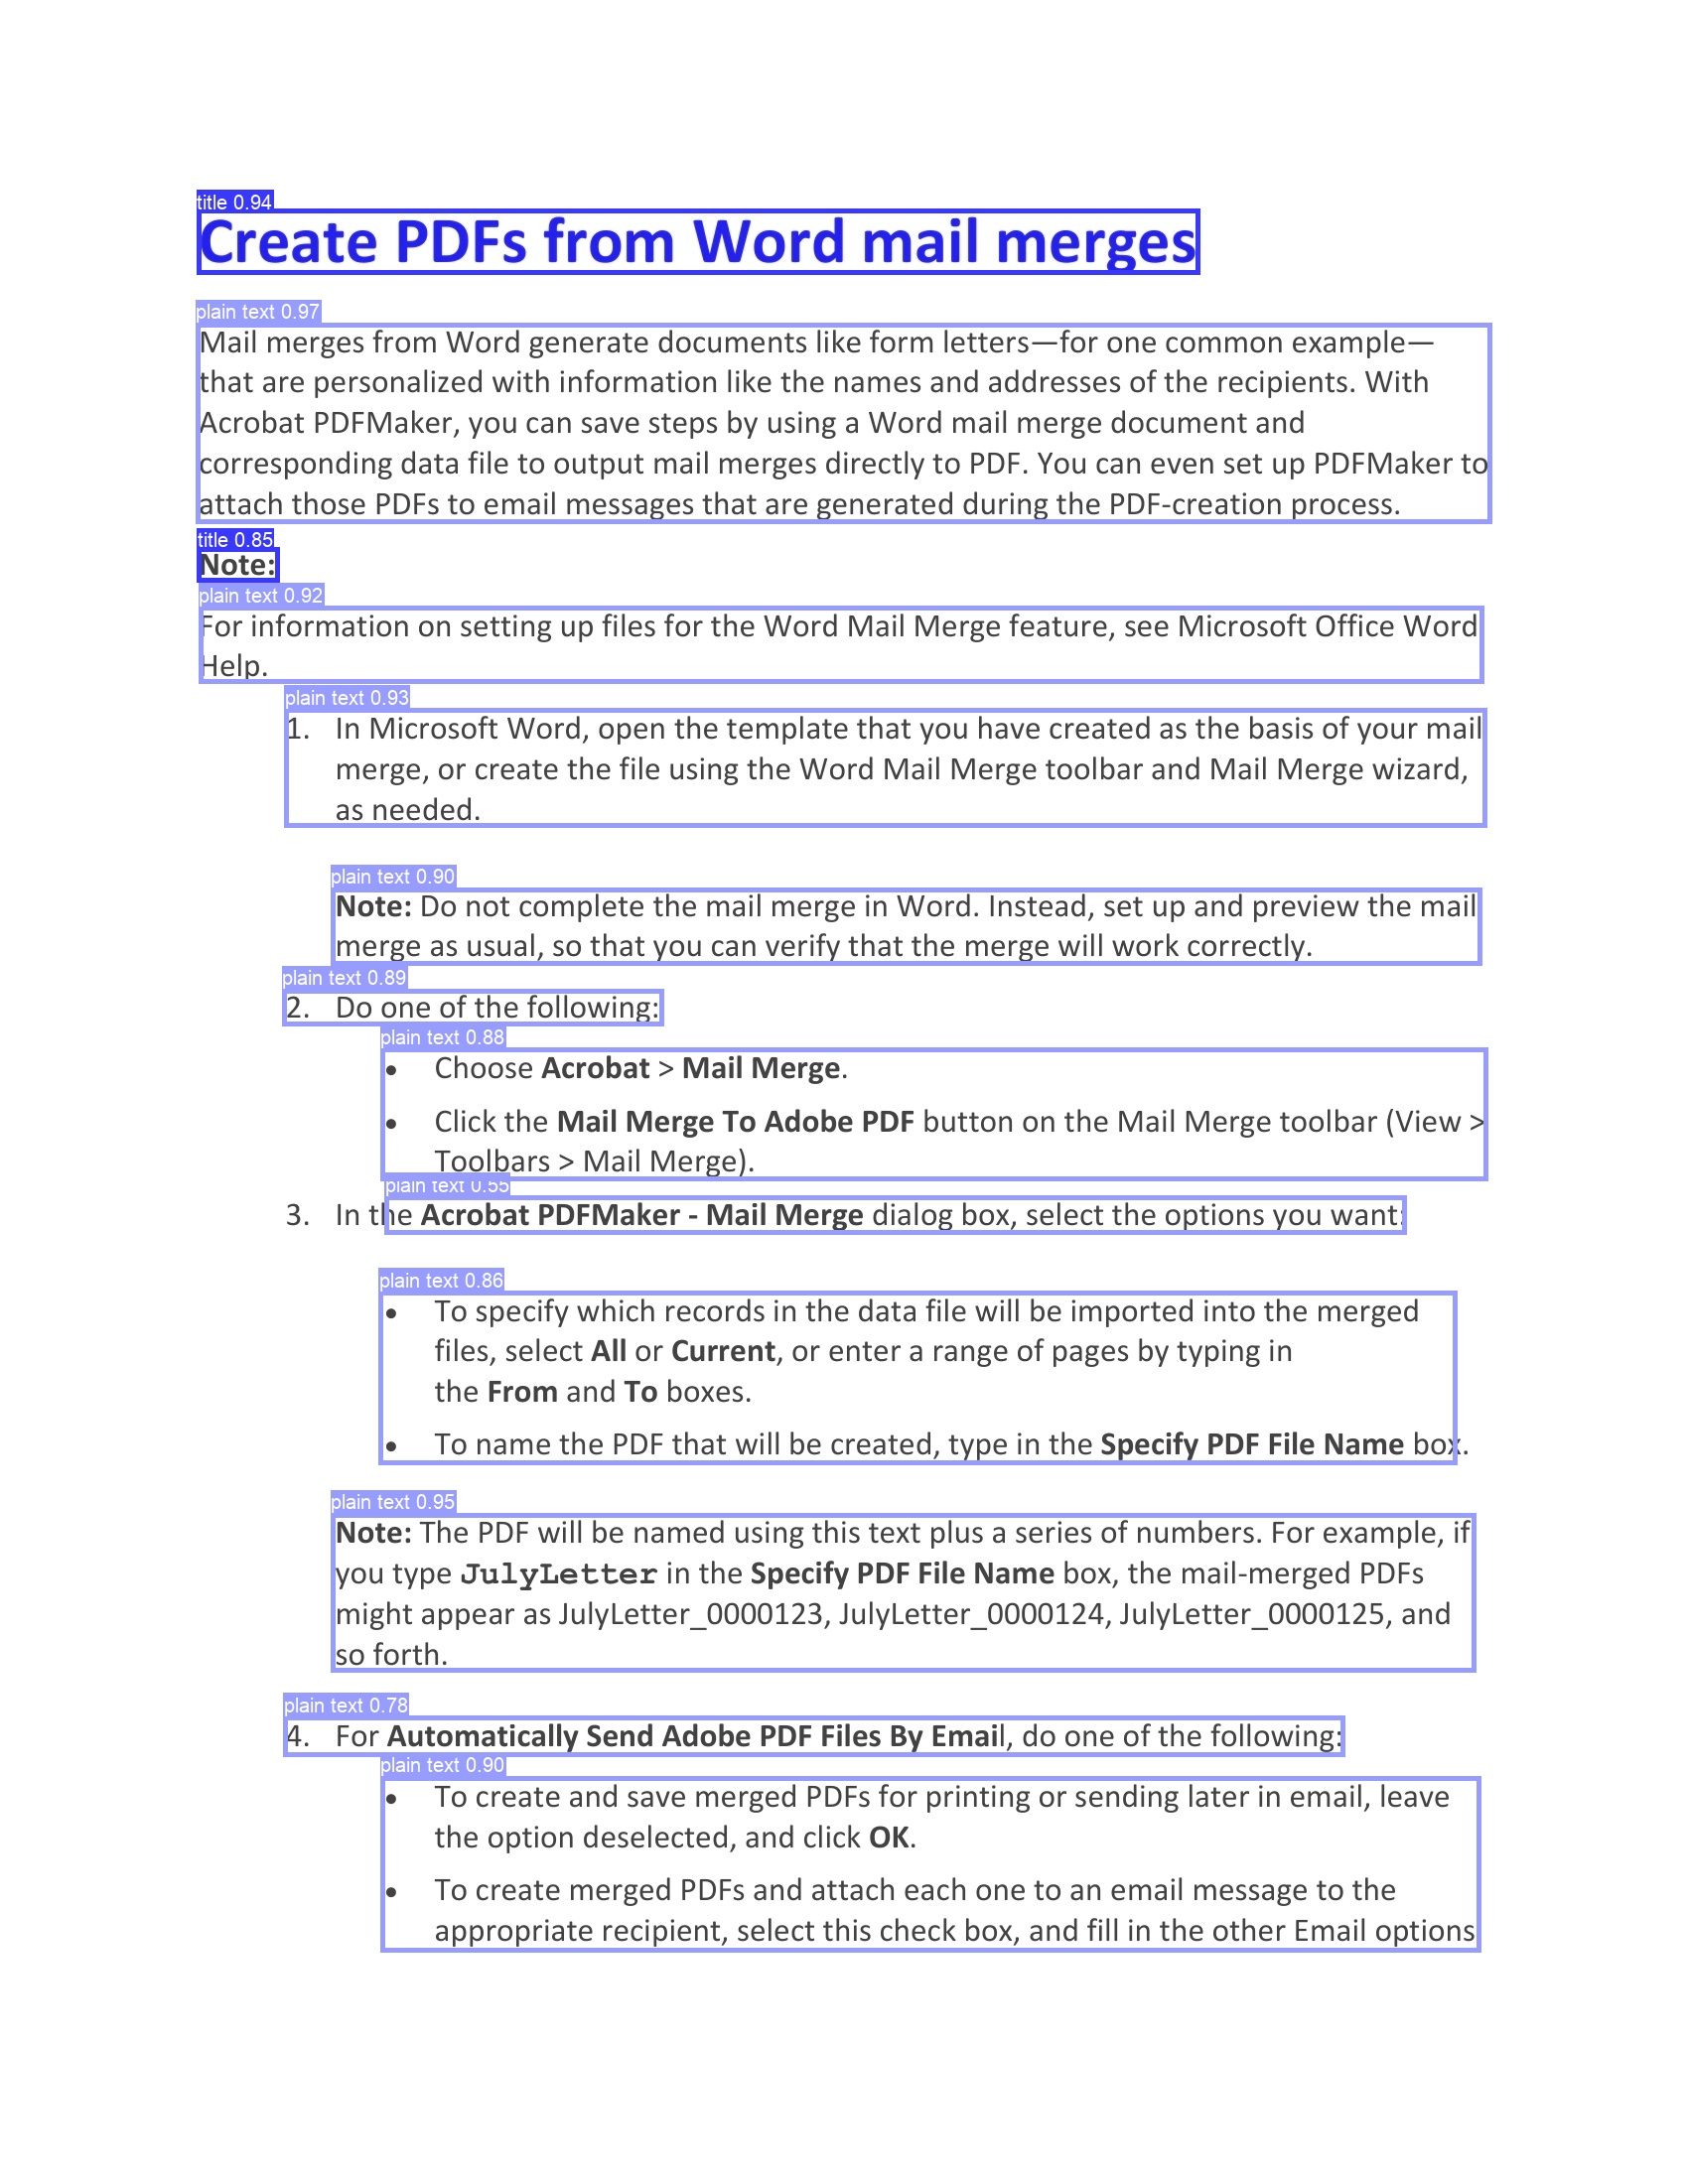 title 0.94
Create PDFs from Word mail merges
plain text 0.97
Mail merges from Word generate documents like form letters—for one common example—
that are personalized with information like the names and addresses of the recipients. With
Acrobat PDFMaker, you can save steps by using a Word mail merge document and
corresponding data file to output mail merges directly to PDF. You can even set up PDFMaker to
attach those PDFs to email messages that are generated during the PDF-creation process.
title 0.85
Note:
plain text 0.92
For information on setting up files for the Word Mail Merge feature, see Microsoft Office Word
Help.
plain text 0.93
1. In Microsoft Word, open the template that you have created as the basis of your mail
merge, or create the file using the Word Mail Merge toolbar and Mail Merge wizard,
as needed.
plain text 0.90
Note: Do not complete the mail merge in Word. Instead, set up and preview the mail
merge as usual, so that you can verify that the merge will work correctly.
plain text 0.89
2. Do one of the following:
plain text 0.88
• Choose Acrobat > Mail Merge.
• Click the Mail Merge To Adobe PDF button on the Mail Merge toolbar (View >
Toolbars > Mail Merge).
plain text 0.55
3. In the Acrobat PDFMaker - Mail Merge dialog box, select the options you want:
plain text 0.86
• To specify which records in the data file will be imported into the merged
files, select All or Current, or enter a range of pages by typing in
the From and To boxes.
• To name the PDF that will be created, type in the Specify PDF File Name box.
plain text 0.95
Note: The PDF will be named using this text plus a series of numbers. For example, if
you type JulyLetter in the Specify PDF File Name box, the mail-merged PDFs
might appear as JulyLetter_0000123, JulyLetter_0000124, JulyLetter_0000125, and
so forth.
plain text 0.78
4. For Automatically Send Adobe PDF Files By Email, do one of the following:
plain text 0.90
• To create and save merged PDFs for printing or sending later in email, leave
the option deselected, and click OK.
• To create merged PDFs and attach each one to an email message to the
appropriate recipient, select this check box, and fill in the other Email options